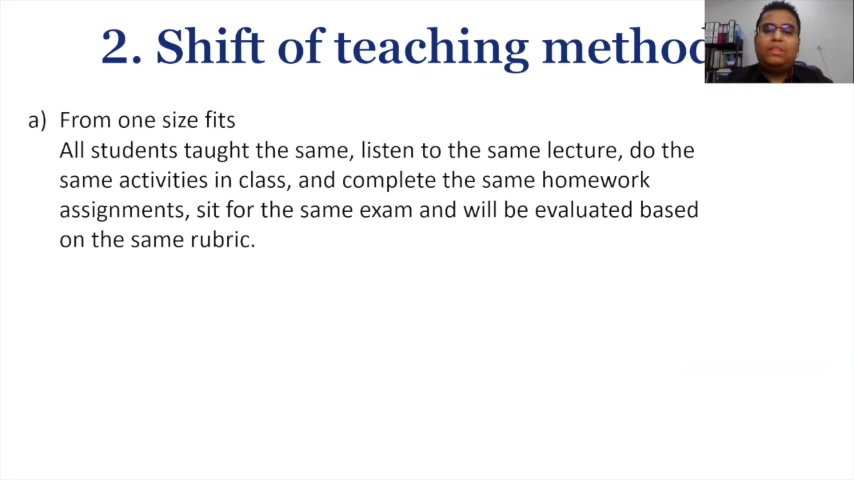 2. Shift of teaching method
a) From one size fits
All students taught the same, listen to the same lecture, do the
same activities in class, and complete the same homework
assignments, sit for the same exam and will be evaluated based
on the same rubric.